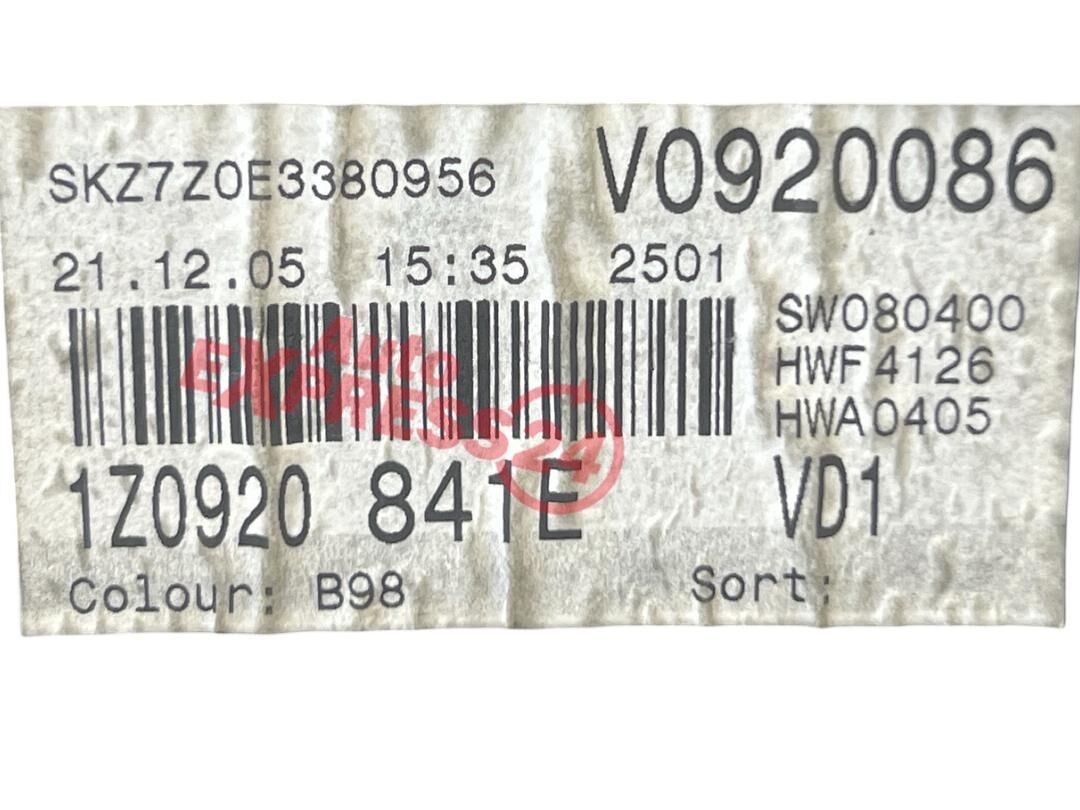 SKZ7Z0E3380956
V0920086
21.12.05 15:35 2501
SW080400
HWF4126
HWA0405
Auto
EXPRESS24
1Z0920 841E
VD1
Colour: B98
Sort: